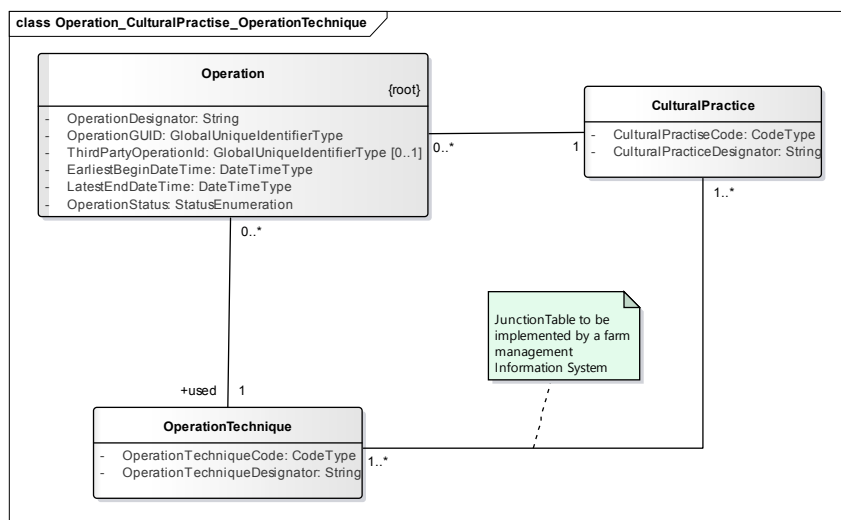 class Operation_CulturalPractise_OperationTechnique
Operation
{root}
- OperationDesignator: String
- OperationGUID: GlobalUniqueIdentifierType
- ThirdPartyOperationId: GlobalUniqueIdentifierType [0..1]
- EarliestBeginDateTime: DateTimeType
- LatestEndDateTime: DateTimeType
- OperationStatus: StatusEnumeration
CulturalPractice
- CulturalPractiseCode: CodeType
- CulturalPracticeDesignator: String
0..*
1
1..*
0..*
JunctionTable to be
implemented by a farm
management
Information System
+used 1
OperationTechnique
- OperationTechniqueCode: CodeType
- OperationTechniqueDesignator: String
1..*